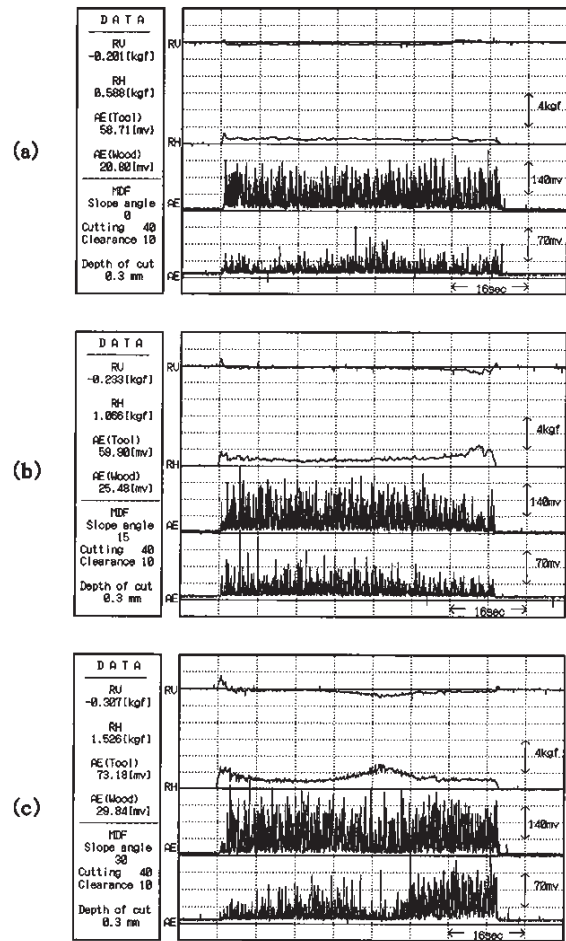 (a)
DATA
RV
-0.201[kgf]
RH
0.588[kgf]
AE(Tool)
58.71[mv]
AE(Wood)
20.80[mv]
MDF
Slope angle
0
Cutting 40
Clearance 10
Depth of cut
0.3 mm
RV
RH
AE
AE
4kgf
140mv
70mv
16sec
(b)
DATA
RV
-0.233[kgf]
RH
1.066[kgf]
AE(Tool)
59.90[mv]
AE(Wood)
25.48[mv]
MDF
Slope angle
15
Cutting 40
Clearance 10
Depth of cut
0.3 mm
RV
RH
AE
AE
4kgf
140mv
70mv
16sec
(c)
DATA
RV
-0.307[kgf]
RH
1.526[kgf]
AE(Tool)
73.18[mv]
AE(Wood)
29.84[mv]
MDF
Slope angle
30
Cutting 40
Clearance 10
Depth of cut
0.3 mm
RV
RH
AE
AE
4kgf
140mv
70mv
16sec